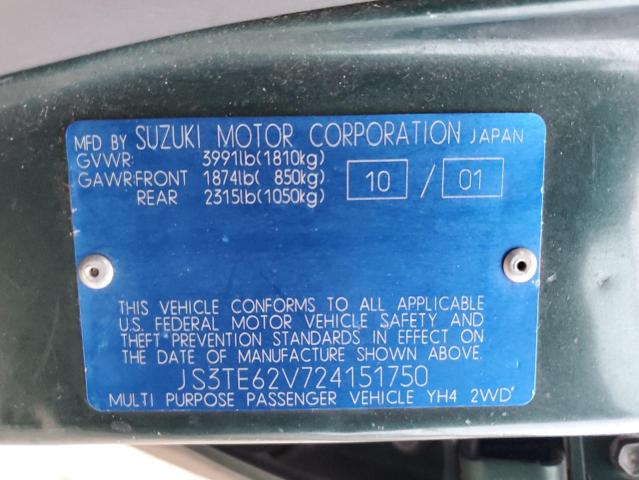 MFD BY SUZUKI MOTOR CORPORATION JAPAN
GVWR: 3991lb(1810kg)
GAWR:FRONT 1874lb( 850kg) 10 / 01
REAR 2315lb(1050kg)
THIS VEHICLE CONFORMS TO ALL APPLICABLE
U.S. FEDERAL MOTOR VEHICLE SAFETY AND
THEFT PREVENTION STANDARDS IN EFFECT ON
THE DATE OF MANUFACTURE SHOWN ABOVE.
JS3TE62V724151750
MULTI PURPOSE PASSENGER VEHICLE YH4 2WD